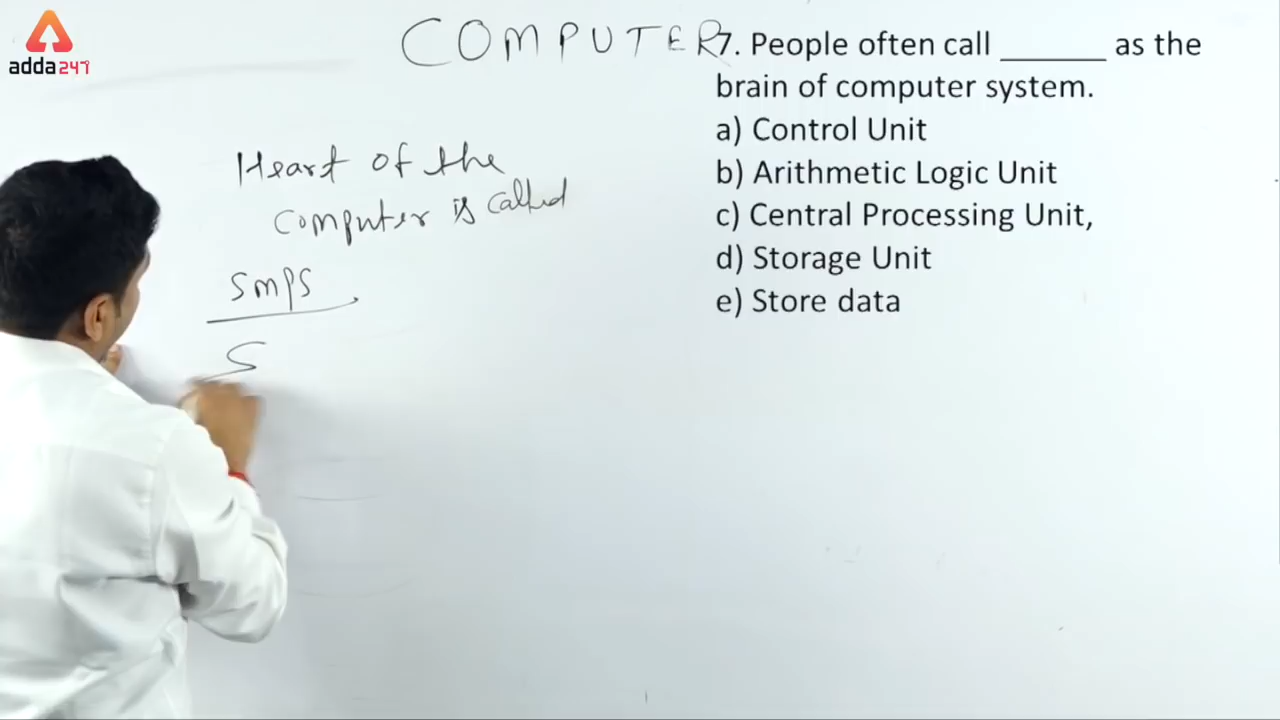 adda247
COMPUTER
7. People often call _______ as the
brain of computer system.
a) Control Unit
b) Arithmetic Logic Unit
c) Central Processing Unit,
d) Storage Unit
e) Store data
Heart of the
Computer is called
SMPS
S